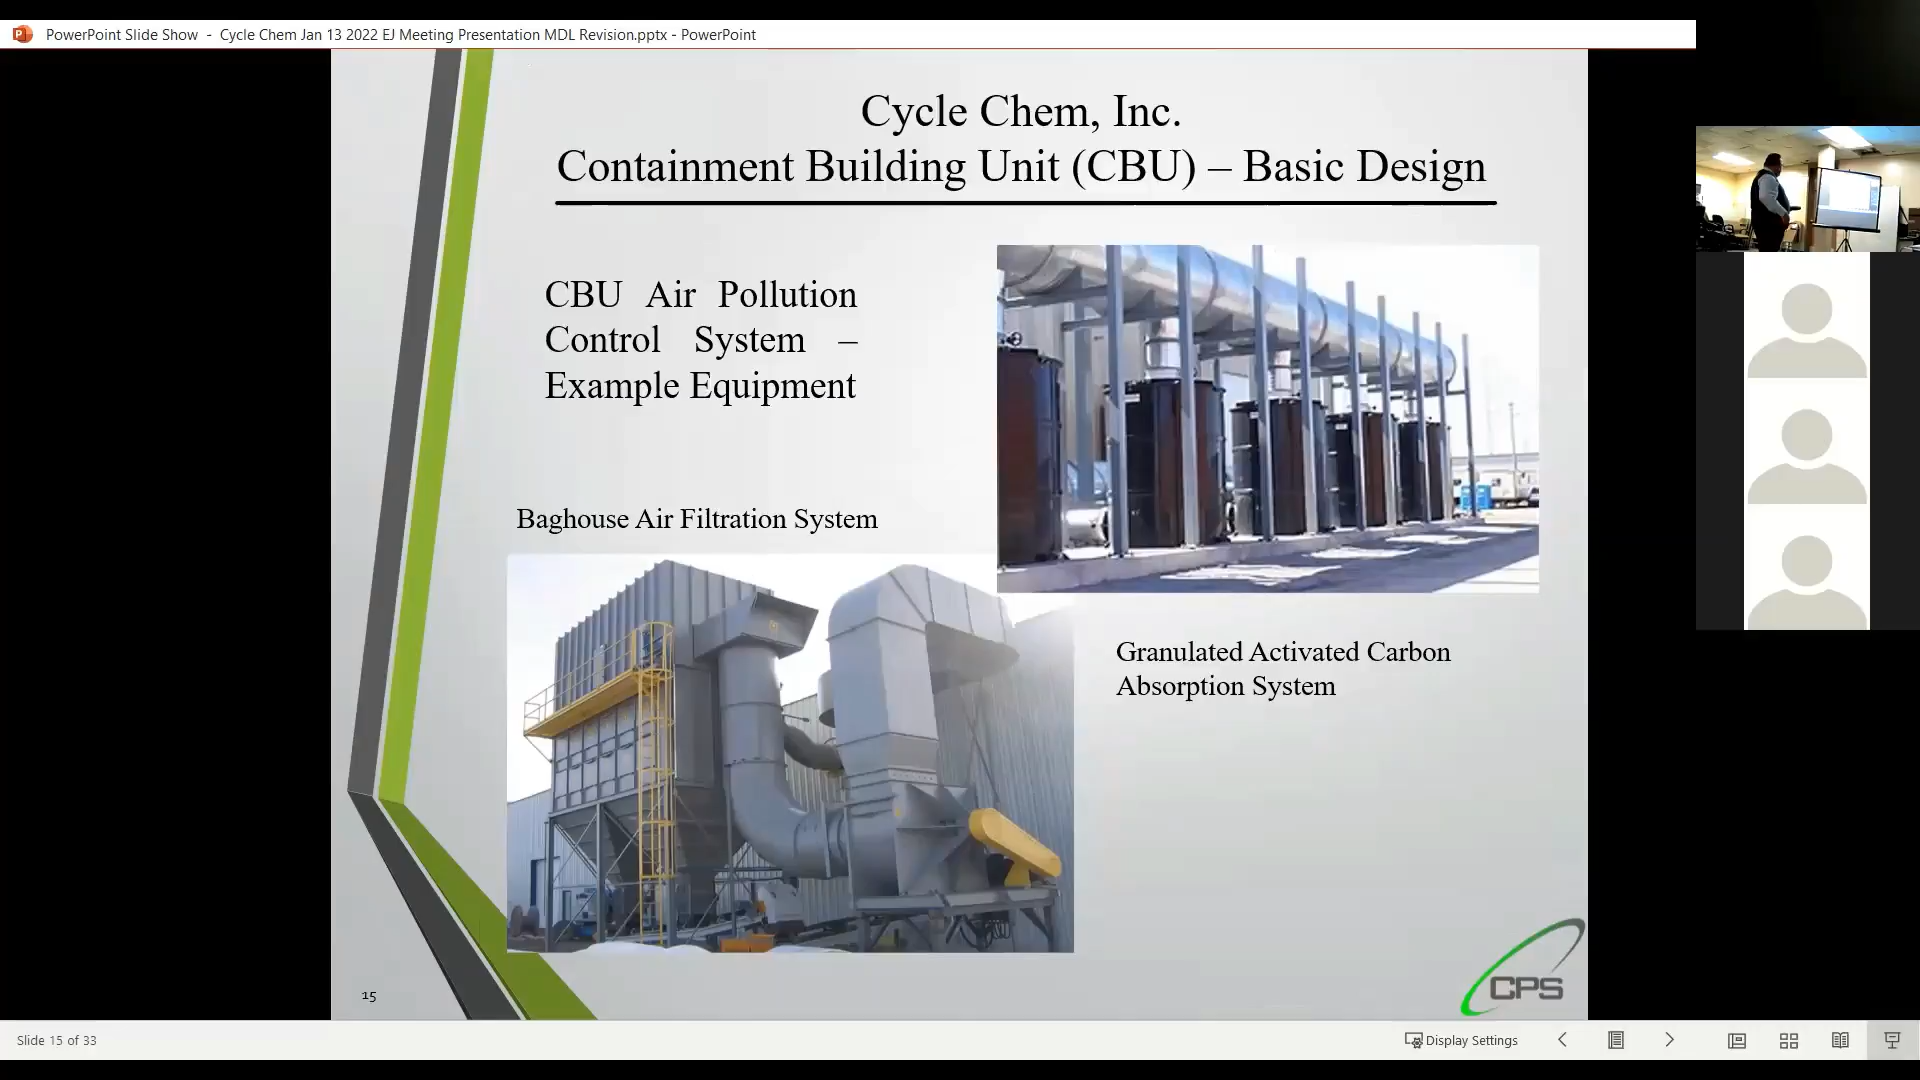 PowerPoint Slide Show - Cycle Chem Jan 13 2022 EJ Meeting Presentation MDL Revision.pptx - PowerPoint
Cycle Chem, Inc.
Containment Building Unit (CBU) – Basic Design
CBU Air Pollution
Control System –
Example Equipment
Baghouse Air Filtration System
Granulated Activated Carbon
Absorption System
CPS
15
Slide 15 of 33
Display Settings